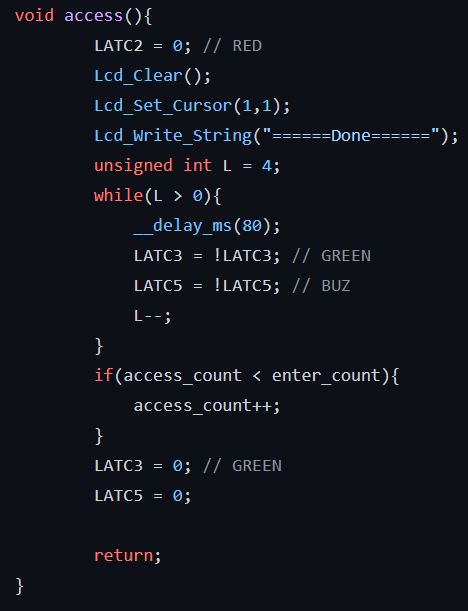 void access(){
        LATC2 = 0; // RED
        Lcd_Clear();
        Lcd_Set_Cursor(1,1);
        Lcd_Write_String("======Done======");
        unsigned int L = 4;
        while(L > 0){
            __delay_ms(80);
            LATC3 = !LATC3; // GREEN
            LATC5 = !LATC5; // BUZ
            L--;
        }
        if(access_count < enter_count){
            access_count++;
        }
        LATC3 = 0; // GREEN
        LATC5 = 0;

        return;
}